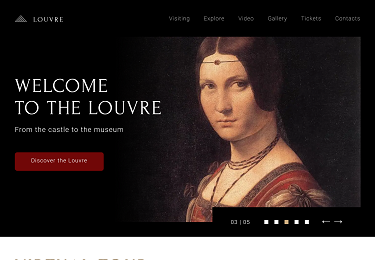 LOUVRE
Visiting Explore Video Gallery Tickets Contacts
WELCOME
TO THE LOUVRE
From the castle to the museum
Discover the Louvre
03 | 05